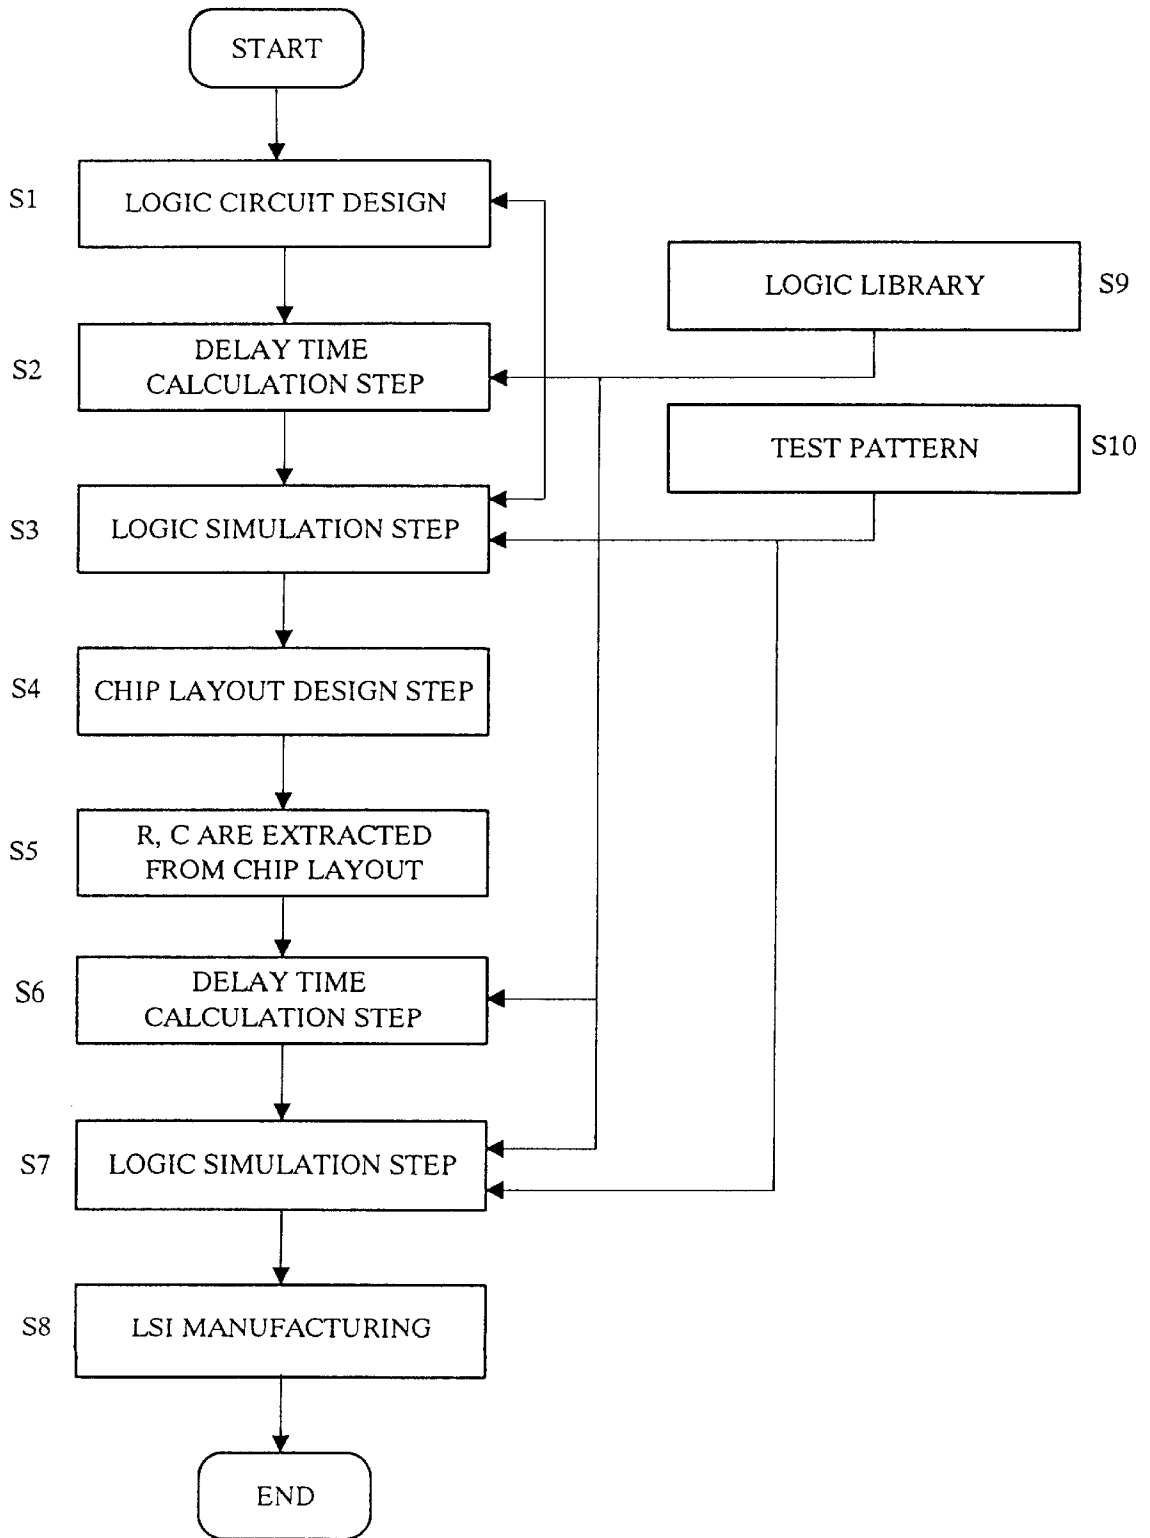 START
S1
LOGIC CIRCUIT DESIGN
LOGIC LIBRARY
S9
S2
DELAY TIME
CALCULATION STEP
TEST PATTERN
S10
S3
LOGIC SIMULATION STEP
S4
CHIP LAYOUT DESIGN STEP
S5
R, C ARE EXTRACTED
FROM CHIP LAYOUT
S6
DELAY TIME
CALCULATION STEP
S7
LOGIC SIMULATION STEP
S8
LSI MANUFACTURING
END